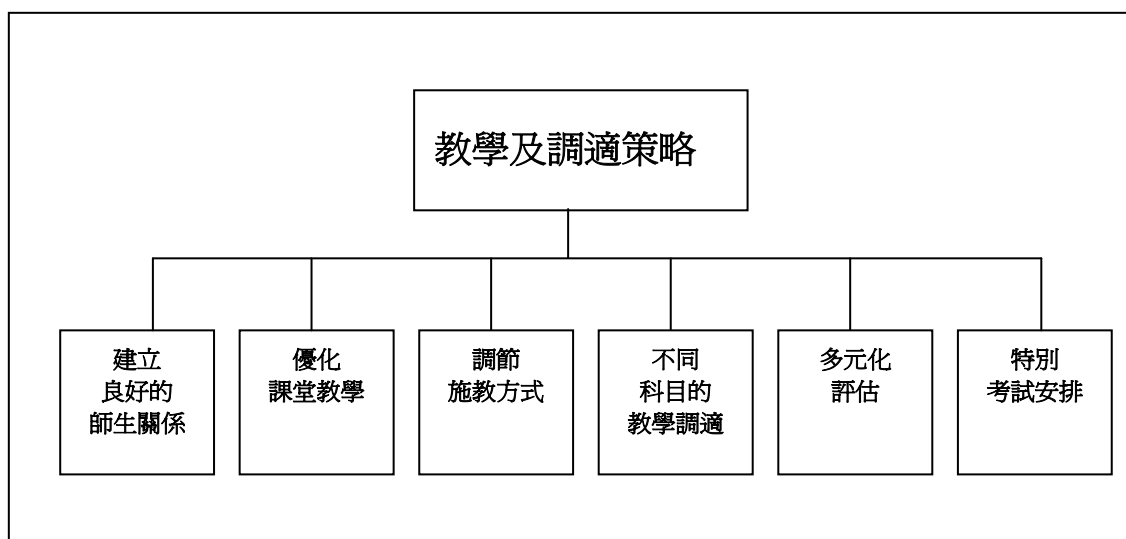 教學及調適策略
建立
良好的
師生關係
優化
課堂教學
調節
施教方式
不同
科目的
教學調適
多元化
評估
特別
考試安排